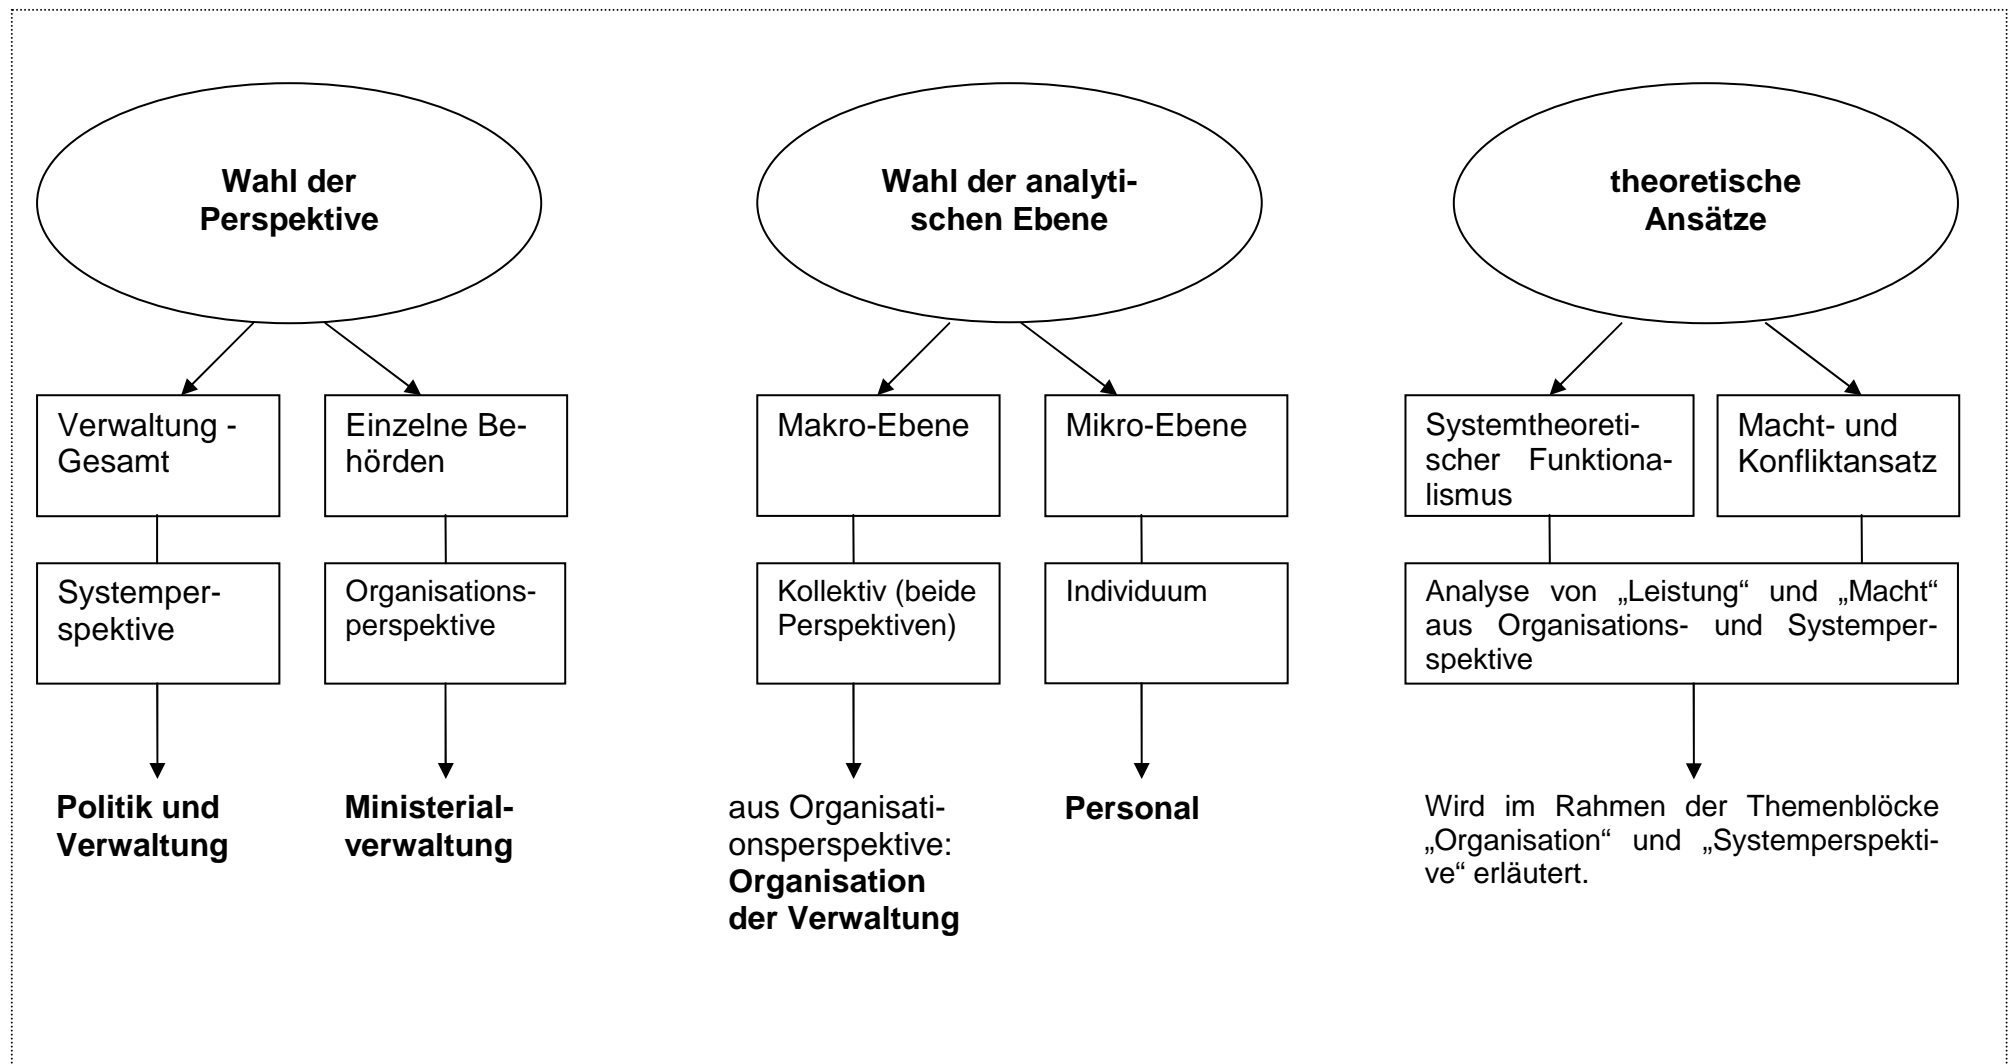 Wahl der
Perspektive
Wahl der analyti-
schen Ebene
theoretische
Ansätze
Verwaltung -
Gesamt
Einzelne Be-
hörden
Makro-Ebene
Mikro-Ebene
Systemtheoreti-
scher Funktiona-
lismus
Macht- und
Konfliktansatz
Systemper-
spektive
Organisations-
perspektive
Kollektiv (beide
Perspektiven)
Individuum
Analyse von „Leistung“ und „Macht“
aus Organisations- und Systemper-
spektive
Politik und
Verwaltung
Ministerial-
verwaltung
aus Organisati-
onsperspektive:
Organisation
der Verwaltung
Personal
Wird im Rahmen der Themenblöcke
„Organisation“ und „Systemperspekti-
ve“ erläutert.